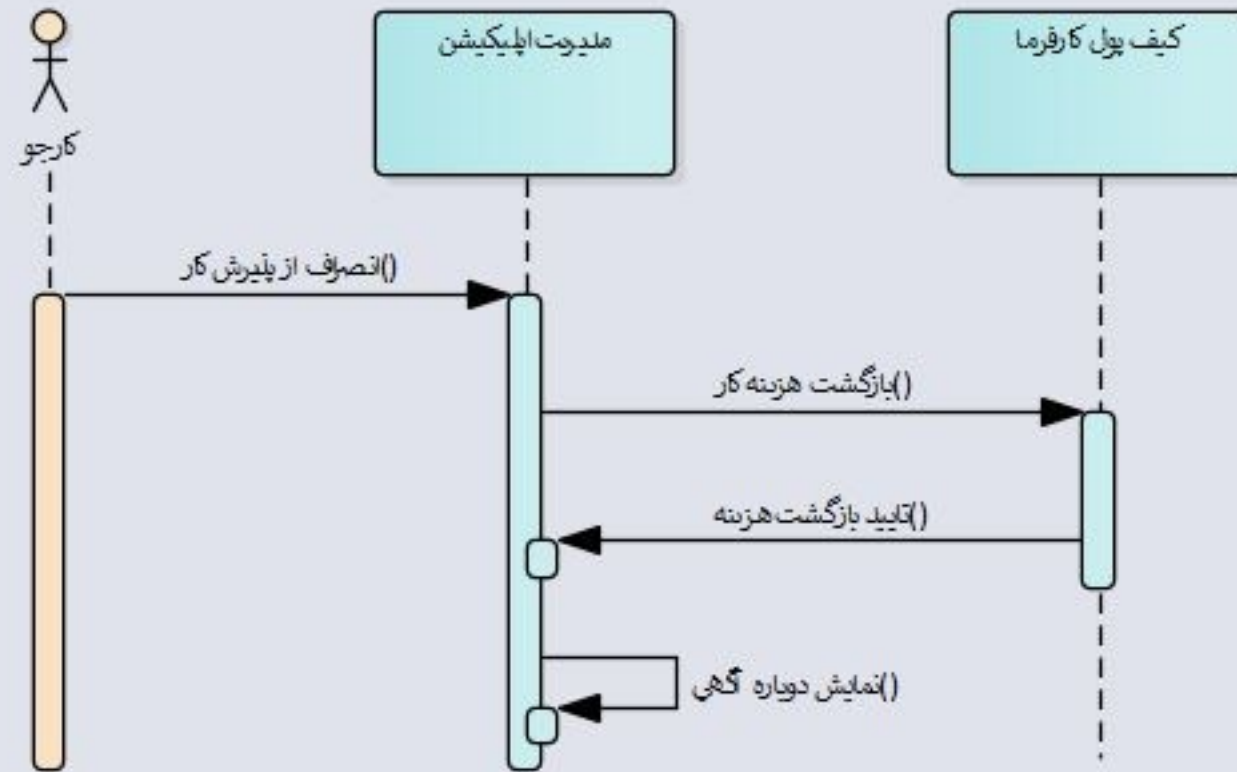 کارجو
مدیریت اپلیکیشن
کیف پول کارفرما
انصراف از پذیرش کار()
بازگشت هزینه کار()
تایید بازگشت هزینه()
نمایش دوباره آگهی()